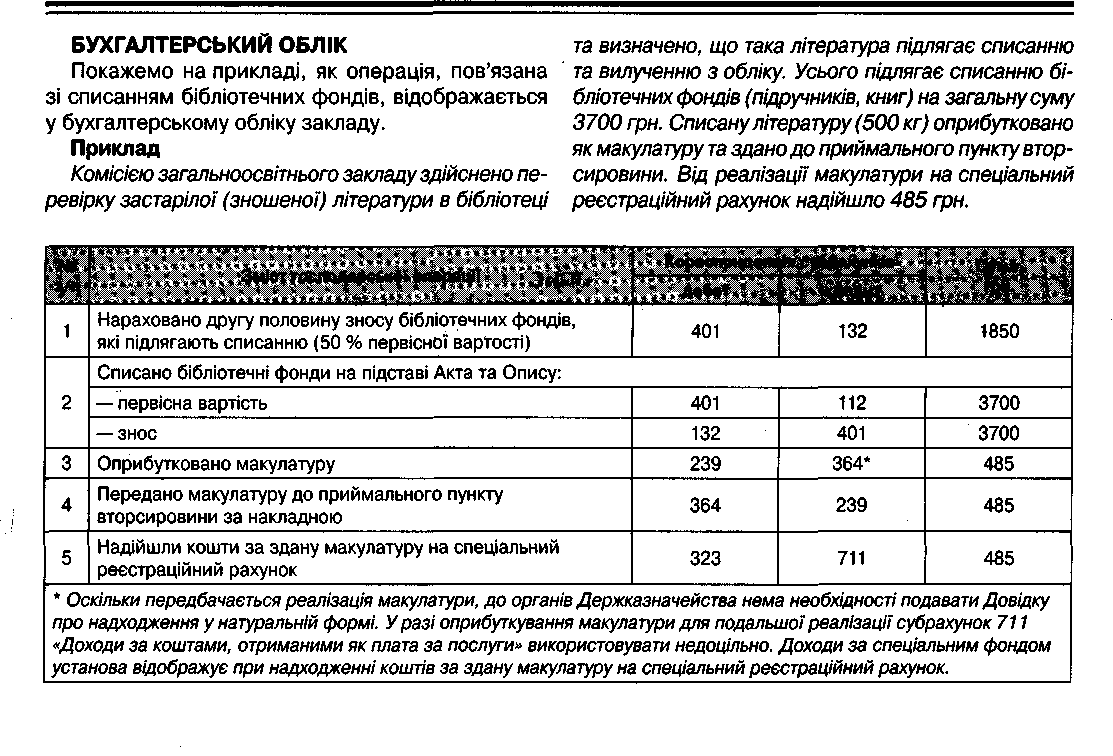 БУХГАЛТЕРСЬКИЙ ОБЛІК
Покажемо на прикладі, як операція, пов’язана
зі списанням бібліотечних фондів, відображається
у бухгалтерському обліку закладу.
Приклад
Комісією загальноосвітнього закладу здійснено пе-
ревірку застарілої (зношеної) літератури в бібліотеці
та визначено, що така література підлягає списанню
та вилученню з обліку. Усього підлягає списанню бі-
бліотечних фондів (підручників, книг) на загальну суму
3700 грн. Списану літературу (500 кг) оприбутковано
як макулатуру та здано до приймального пункту втор-
сировини. Від реалізації макулатури на спеціальний
реєстраційний рахунок надійшло 485 грн.
1 Нараховано другу половину зносу бібліотечних фондів,
які підлягають списанню (50 % первісної вартості) 401 132 1850
Списано бібліотечні фонди на підставі Акта та Опису:
2 — первісна вартість 401 112 3700
— знос 132 401 3700
3 Оприбутковано макулатуру 239 364* 485
4 Передано макулатуру до приймального пункту
вторсировини за накладною 364 239 485
5 Надійшли кошти за здану макулатуру на спеціальний
реєстраційний рахунок 323 711 485
* Оскільки передбачається реалізація макулатури, до органів Держказначейства нема необхідності подавати Довідку
про надходження у натуральній формі. У разі оприбуткування макулатури для подальшої реалізації субрахунок 711
«Доходи за коштами, отриманими як плата за послуги» використовувати недоцільно. Доходи за спеціальним фондом
установа відображує при надходженні коштів за здану макулатуру на спеціальний реєстраційний рахунок.